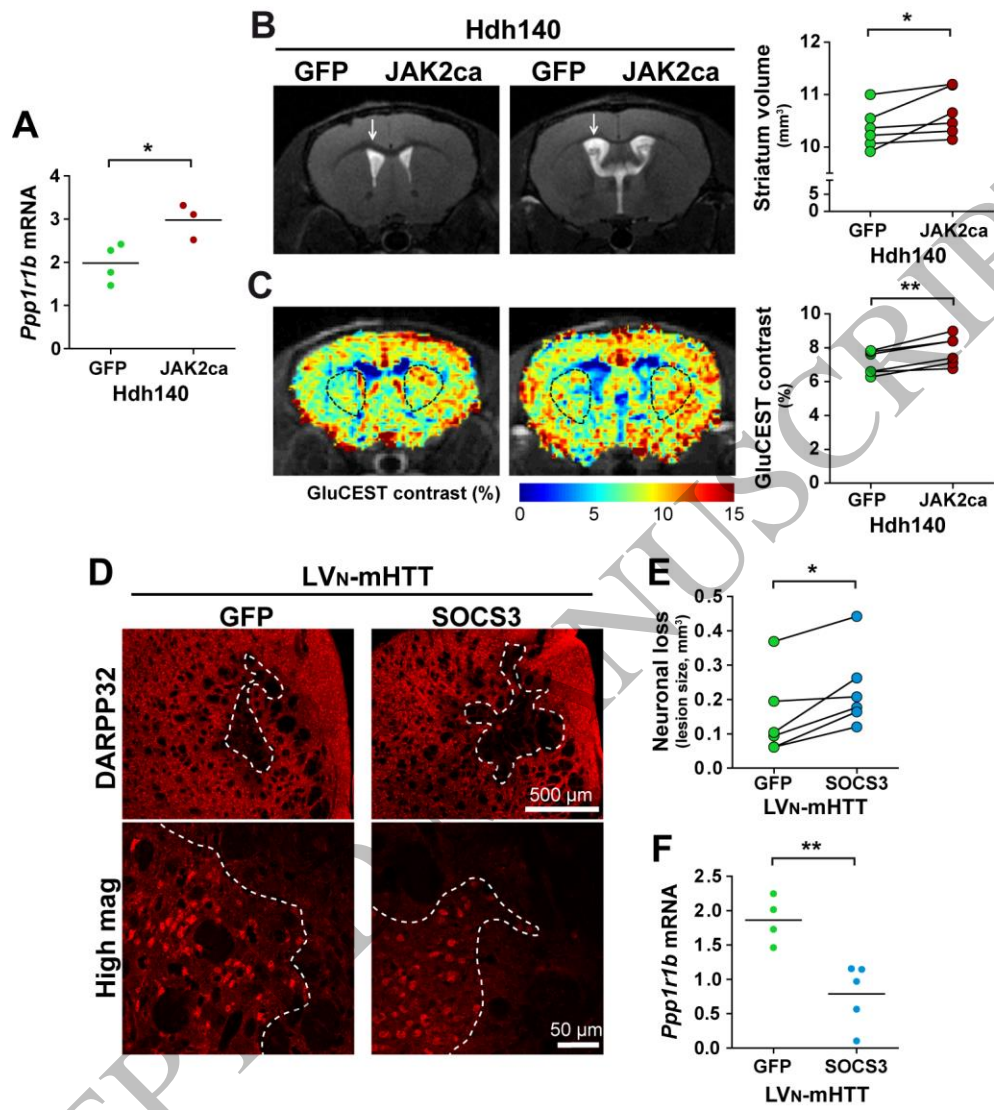 A
*
4
3
2
1
0
Ppp1r1b mRNA
GFP
JAK2ca
Hdh140
B
Hdh140
GFP JAK2ca GFP JAK2ca
*
Striatum volume
(mm³)
11
10
5
0
GFP JAK2ca
Hdh140
C
GluCEST contrast (%)
0 5 10 15
**
GluCEST contrast
(%)
10
8
6
4
2
0
GFP JAK2ca
Hdh140
D
LVN-mHTT
GFP SOCS3
DARPP32
500 µm
High mag
50 µm
E
*
Neuronal loss
(lesion size, mm³)
0.5
0.4
0.3
0.2
0.1
0.0
GFP SOCS3
LVN-mHTT
F
**
Ppp1r1b mRNA
2.5
2.0
1.5
1.0
0.5
0.0
GFP SOCS3
LVN-mHTT